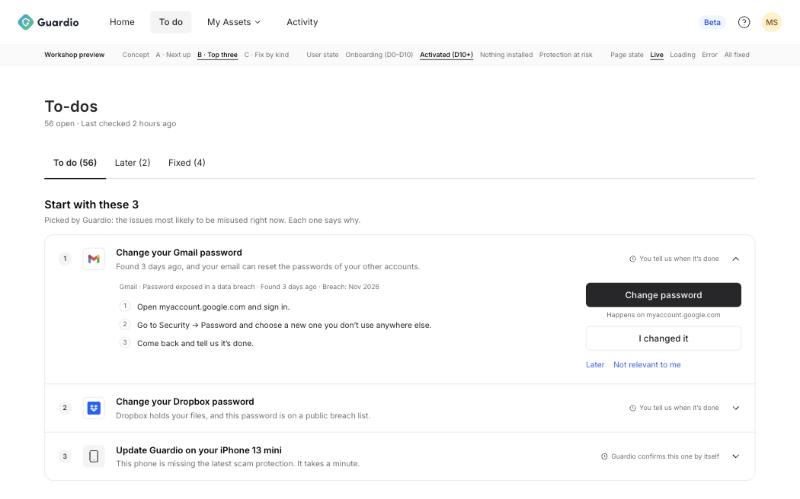 Guardio Home To do My Assets Activity Beta ? MS
Workshop preview Concept A · Next up B · Top three C · Fix by kind User state Onboarding (D0–D10) Activated (D10+) Nothing installed Protection at risk Page state Live Loading Error All fixed
To-dos
56 open · Last checked 2 hours ago
To do (56) Later (2) Fixed (4)
Start with these 3
Picked by Guardio: the issues most likely to be misused right now. Each one says why.
1 Change your Gmail password You tell us when it's done
Found 3 days ago, and your email can reset the passwords of your other accounts.
Gmail · Password exposed in a data breach · Found 3 days ago · Breach: Nov 2026
1 Open myaccount.google.com and sign in.
2 Go to Security → Password and choose a new one you don't use anywhere else.
3 Come back and tell us it's done.
Change password
Happens on myaccount.google.com
I changed it
Later Not relevant to me
2 Change your Dropbox password You tell us when it's done
Dropbox holds your files, and this password is on a public breach list.
3 Update Guardio on your iPhone 13 mini Guardio confirms this one by itself
This phone is missing the latest scam protection. It takes a minute.